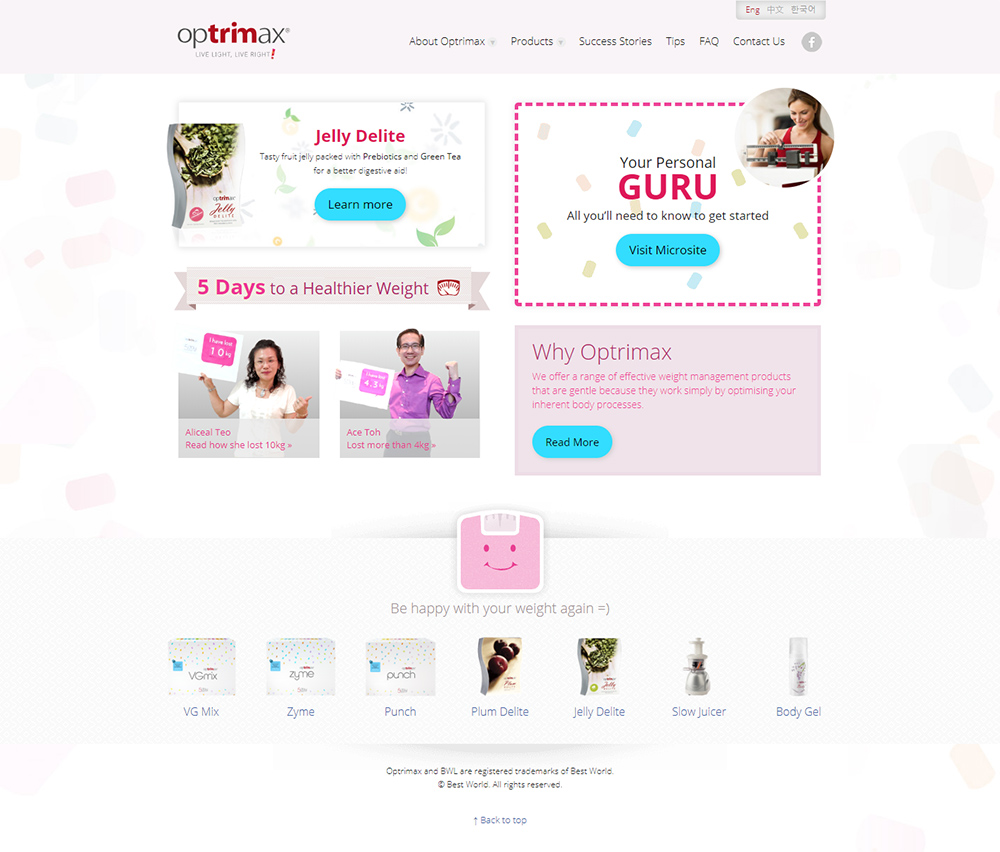 Eng 中文 한국어
optrimax®
LIVE LIGHT, LIVE RIGHT!
About Optrimax Products Success Stories Tips FAQ Contact Us
f
Jelly Delite
Tasty fruit jelly packed with Prebiotics and Green Tea
for a better digestive aid!
Learn more
optrimax
Jelly
DELITE
Your Personal
GURU
All you'll need to know to get started
Visit Microsite
5 Days to a Healthier Weight
I have lost
1.0 kg
Aliceal Teo
Read how she lost 10kg »
I have lost
4.3 kg
Ace Toh
Lost more than 4kg »
Why Optrimax
We offer a range of effective weight management products
that are gentle because they work simply by optimising your
inherent body processes.
Read More
Be happy with your weight again =)
VGmix
zyme
punch
Plum
Jelly
VG Mix
Zyme
Punch
Plum Delite
Jelly Delite
Slow Juicer
Body Gel
Optrimax and BWL are registered trademarks of Best World.
© Best World. All rights reserved.
↑ Back to top